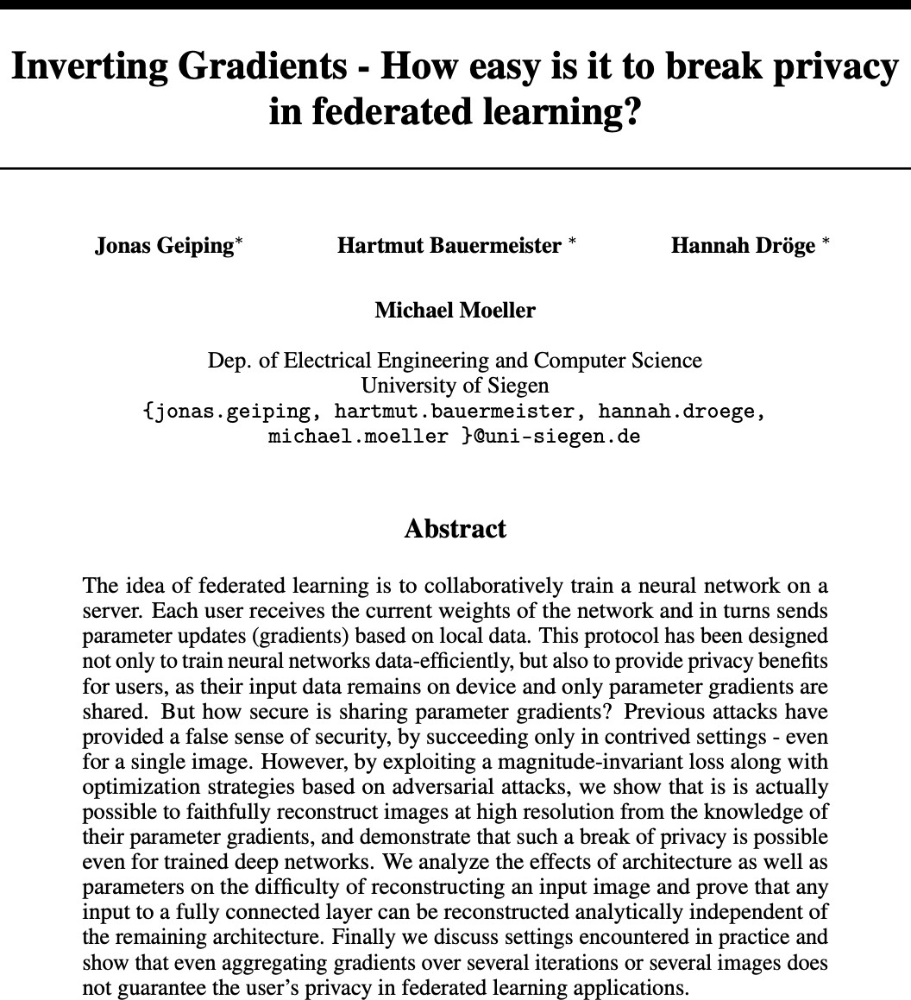 Inverting Gradients - How easy is it to break privacy
in federated learning?
Jonas Geiping* Hartmut Bauermeister * Hannah Dröge *
Michael Moeller
Dep. of Electrical Engineering and Computer Science
University of Siegen
{jonas.geiping, hartmut.bauermeister, hannah.droege,
michael.moeller }@uni-siegen.de
Abstract
The idea of federated learning is to collaboratively train a neural network on a
server. Each user receives the current weights of the network and in turns sends
parameter updates (gradients) based on local data. This protocol has been designed
not only to train neural networks data-efficiently, but also to provide privacy benefits
for users, as their input data remains on device and only parameter gradients are
shared. But how secure is sharing parameter gradients? Previous attacks have
provided a false sense of security, by succeeding only in contrived settings - even
for a single image. However, by exploiting a magnitude-invariant loss along with
optimization strategies based on adversarial attacks, we show that is is actually
possible to faithfully reconstruct images at high resolution from the knowledge of
their parameter gradients, and demonstrate that such a break of privacy is possible
even for trained deep networks. We analyze the effects of architecture as well as
parameters on the difficulty of reconstructing an input image and prove that any
input to a fully connected layer can be reconstructed analytically independent of
the remaining architecture. Finally we discuss settings encountered in practice and
show that even aggregating gradients over several iterations or several images does
not guarantee the user's privacy in federated learning applications.